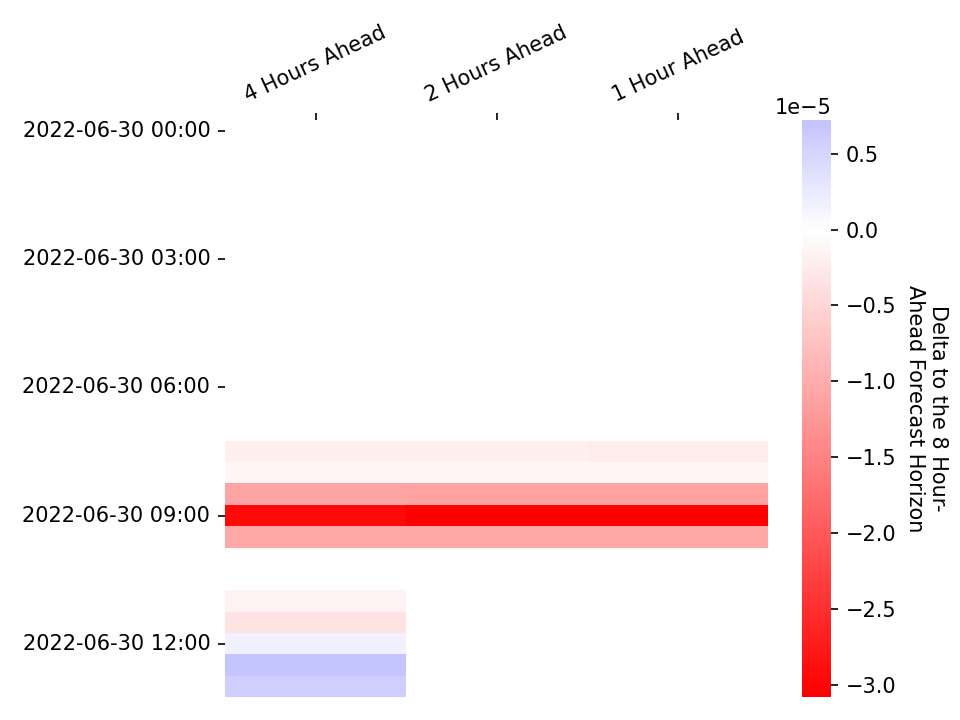 4 Hours Ahead
2 Hours Ahead
1 Hour Ahead
1e−5
2022-06-30 00:00
2022-06-30 03:00
2022-06-30 06:00
2022-06-30 09:00
2022-06-30 12:00
0.5
0.0
−0.5
−1.0
−1.5
−2.0
−2.5
−3.0
Delta to the 8 Hour-
Ahead Forecast Horizon